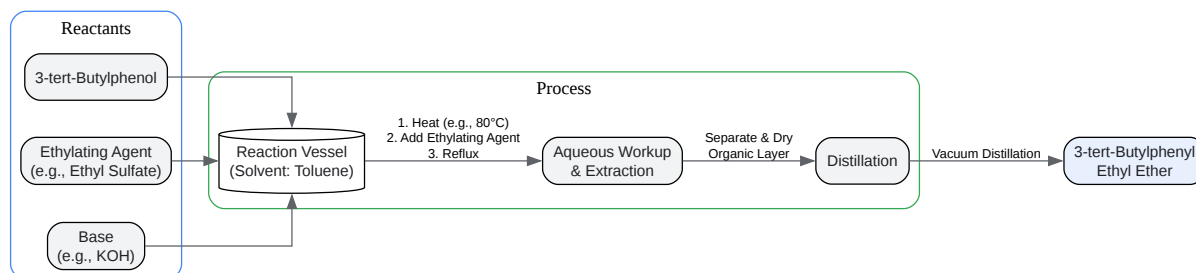 Reactants
3-tert-Butylphenol
Ethylating Agent
(e.g., Ethyl Sulfate)
Base
(e.g., KOH)
Process
Reaction Vessel
(Solvent: Toluene)
1. Heat (e.g., 80°C)
2. Add Ethylating Agent
3. Reflux
Aqueous Workup
& Extraction
Separate & Dry
Organic Layer
Distillation
Vacuum Distillation
3-tert-Butylphenyl
Ethyl Ether